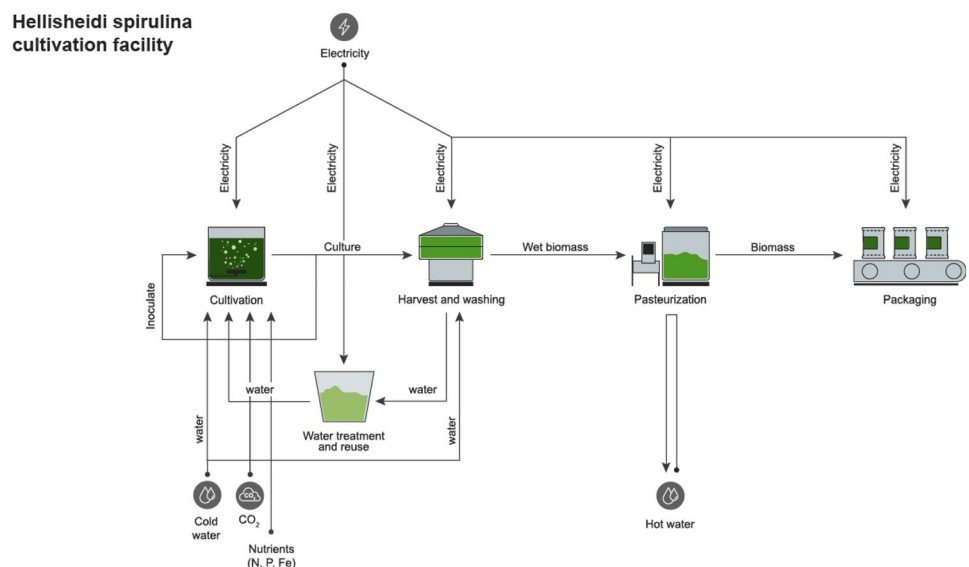 Hellisheidi spirulina
cultivation facility
Electricity
Electricity
Electricity
Electricity
Electricity
Electricity
Culture
Wet biomass
Biomass
Inoculate
Cultivation
Harvest and washing
Pasteurization
Packaging
water
water
water
water
Water treatment
and reuse
Cold
water
CO
CO₂
Hot water
Nutrients
(N, P, Fe)